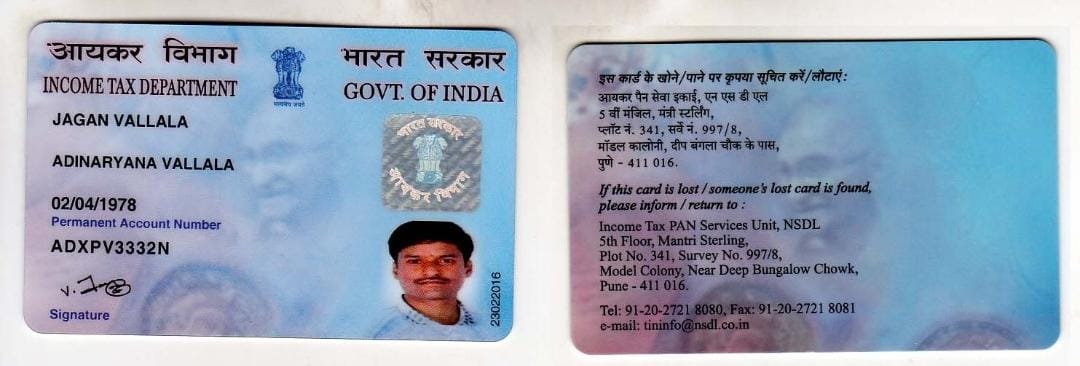 आयकर विभाग
INCOME TAX DEPARTMENT
सत्यमेव जयते
भारत सरकार
GOVT. OF INDIA
JAGAN VALLALA
ADINARYANA VALLALA
02/04/1978
Permanent Account Number
ADXPV3332N
Signature
भारत सरकार
आयकर विभाग
23022016
इस कार्ड के खोने/पाने पर कृपया सूचित करें/लौटाएं :
आयकर पैन सेवा इकाई, एन एस डी एल
5 वीं मंजिल, मंत्री स्टर्लिंग,
प्लॉट नं. 341, सर्वे नं. 997/8,
मॉडल कालोनी, दीप बंगला चौक के पास,
पुणे - 411 016.
If this card is lost / someone's lost card is found,
please inform / return to :
Income Tax PAN Services Unit, NSDL
5th Floor, Mantri Sterling,
Plot No. 341, Survey No. 997/8,
Model Colony, Near Deep Bungalow Chowk,
Pune - 411 016.
Tel: 91-20-2721 8080, Fax: 91-20-2721 8081
e-mail: tininfo@nsdl.co.in